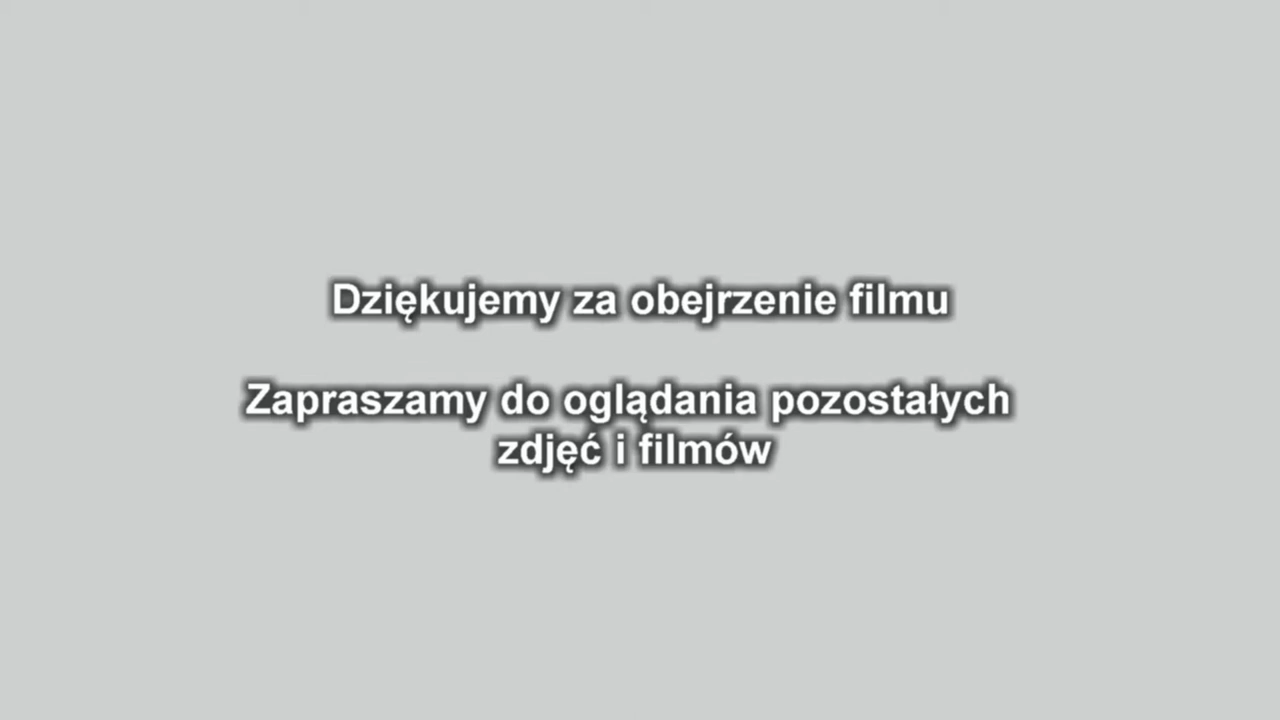 Dziękujemy za obejrzenie filmu
Zapraszamy do oglądania pozostałych
zdjęć i filmów